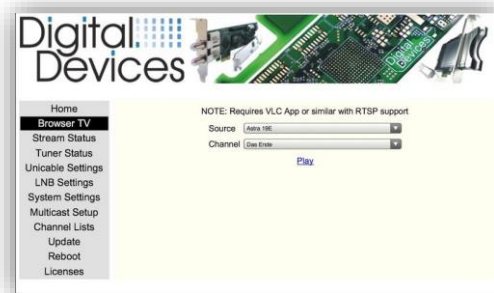 Digital
Devices
Home
Browser TV
Stream Status
Tuner Status
Unicable Settings
LNB Settings
System Settings
Multicast Setup
Channel Lists
Update
Reboot
Licenses
NOTE: Requires VLC App or similar with RTSP support
Source Astra 19E
Channel Das Erste
Play